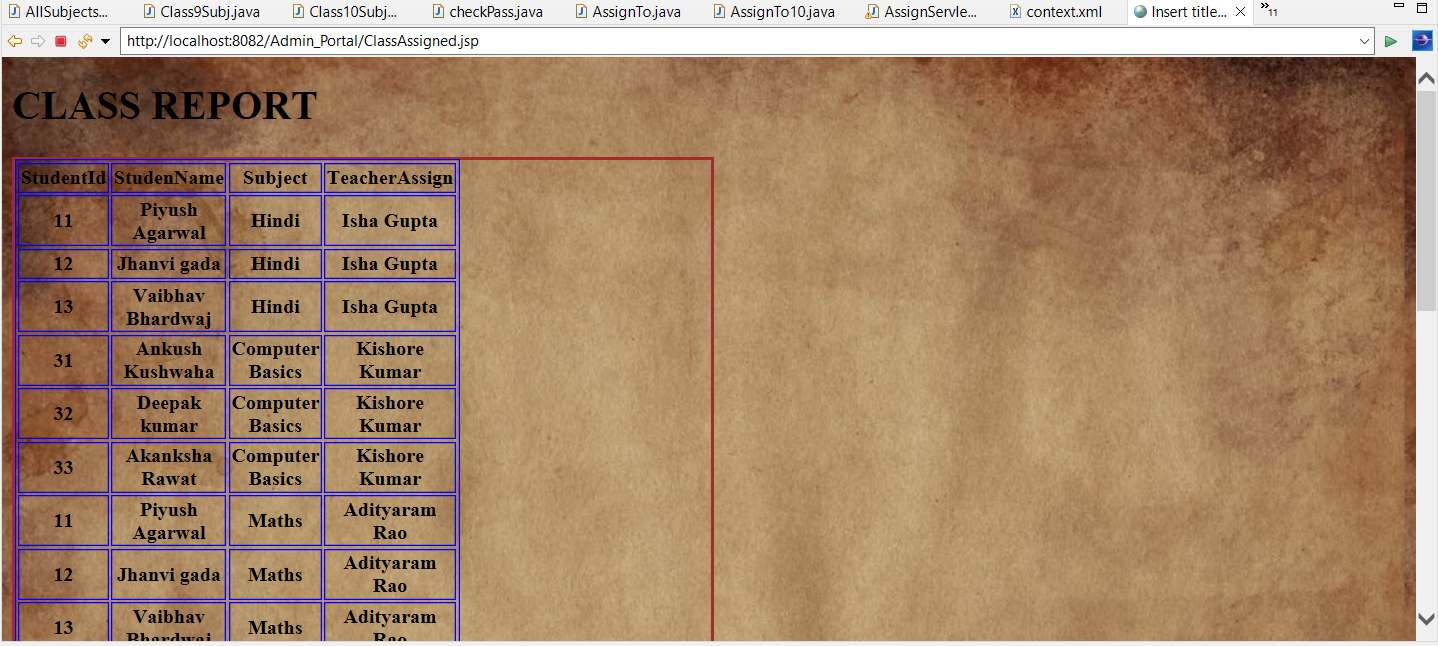 AllSubjects... Class9Subj.java Class10Subj... checkPass.java AssignTo.java AssignTo10.java AssignServle... context.xml Insert title... 11
http://localhost:8082/Admin_Portal/ClassAssigned.jsp
CLASS REPORT
StudentId StudenName Subject TeacherAssign
11 Piyush Hindi Isha Gupta
Agarwal
12 Jhanvi gada Hindi Isha Gupta
13 Vaibhav Hindi Isha Gupta
Bhardwaj
31 Ankush Computer Kishore
Kushwaha Basics Kumar
32 Deepak Computer Kishore
kumar Basics Kumar
33 Akanksha Computer Kishore
Rawat Basics Kumar
11 Piyush Maths Adityaram
Agarwal Rao
12 Jhanvi gada Maths Adityaram
Rao
13 Vaibhav Maths Adityaram
Bhardwaj Rao